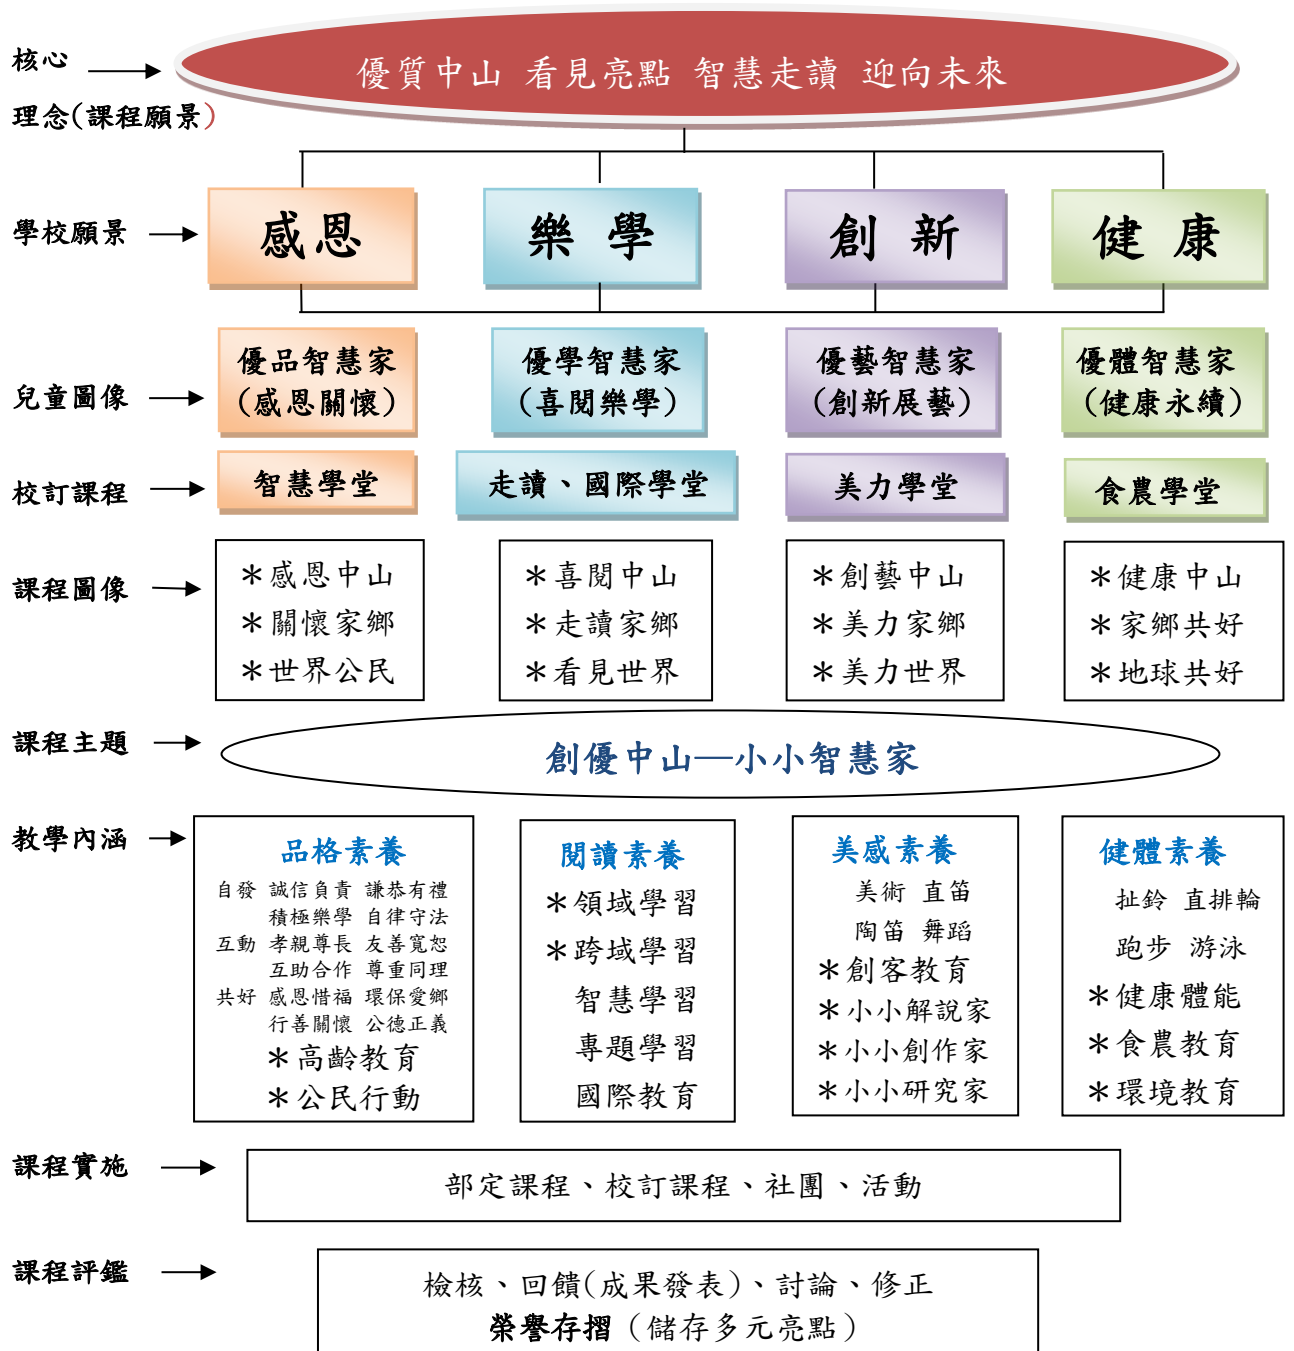 核心
理念(課程願景)
優質中山 看見亮點 智慧走讀 迎向未來
學校願景
感恩
樂 學
創 新
健 康
兒童圖像
優品智慧家
(感恩關懷)
優學智慧家
(喜閱樂學)
優藝智慧家
(創新展藝)
優體智慧家
(健康永續)
校訂課程
智慧學堂
走讀、國際學堂
美力學堂
食農學堂
課程圖像
＊感恩中山
＊關懷家鄉
＊世界公民
＊喜閱中山
＊走讀家鄉
＊看見世界
＊創藝中山
＊美力家鄉
＊美力世界
＊健康中山
＊家鄉共好
＊地球共好
課程主題
創優中山—小小智慧家
教學內涵
品格素養
自發 誠信負責 謙恭有禮
積極樂學 自律守法
互動 孝親尊長 友善寬恕
互助合作 尊重同理
共好 感恩惜福 環保愛鄉
行善關懷 公德正義
＊高齡教育
＊公民行動
閱讀素養
＊領域學習
＊跨域學習
智慧學習
專題學習
國際教育
美感素養
美術 直笛
陶笛 舞蹈
＊創客教育
＊小小解說家
＊小小創作家
＊小小研究家
健體素養
扯鈴 直排輪
跑步 游泳
＊健康體能
＊食農教育
＊環境教育
課程實施
部定課程、校訂課程、社團、活動
課程評鑑
檢核、回饋(成果發表)、討論、修正
榮譽存摺（儲存多元亮點）